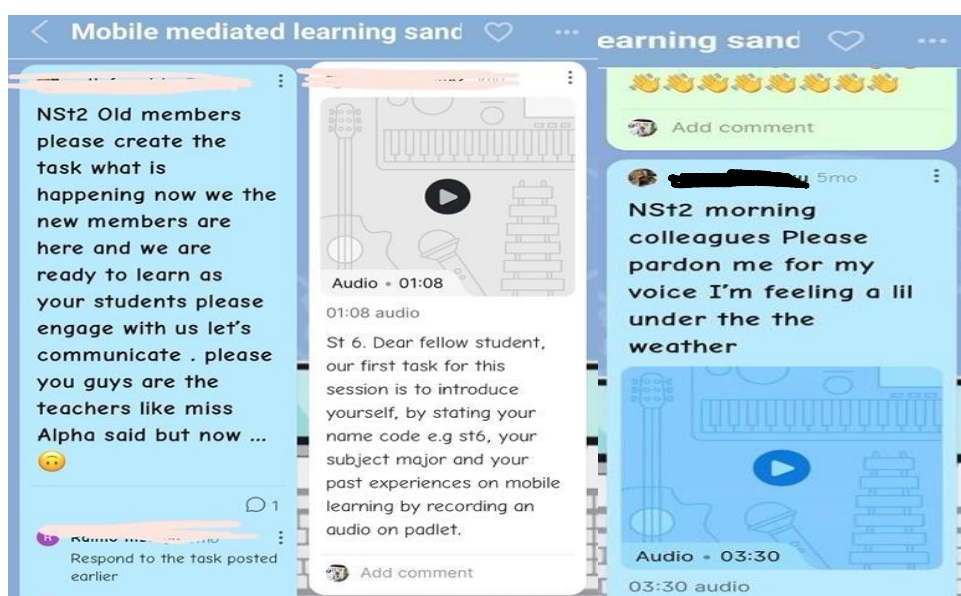 Mobile mediated learning sand
NSt2 Old members
please create the
task what is
happening now we the
new members are
here and we are
ready to learn as
your students please
engage with us let's
communicate . please
you guys are the
teachers like miss
Alpha said but now ...
1
Respond to the task posted
earlier
Audio • 01:08
01:08 audio
St 6. Dear fellow student,
our first task for this
session is to introduce
yourself, by stating your
name code e.g st6, your
subject major and your
past experiences on mobile
learning by recording an
audio on padlet.
Add comment
earning sand
Add comment
5mo
NSt2 morning
colleagues Please
pardon me for my
voice I'm feeling a lil
under the the
weather
Audio • 03:30
03:30 audio